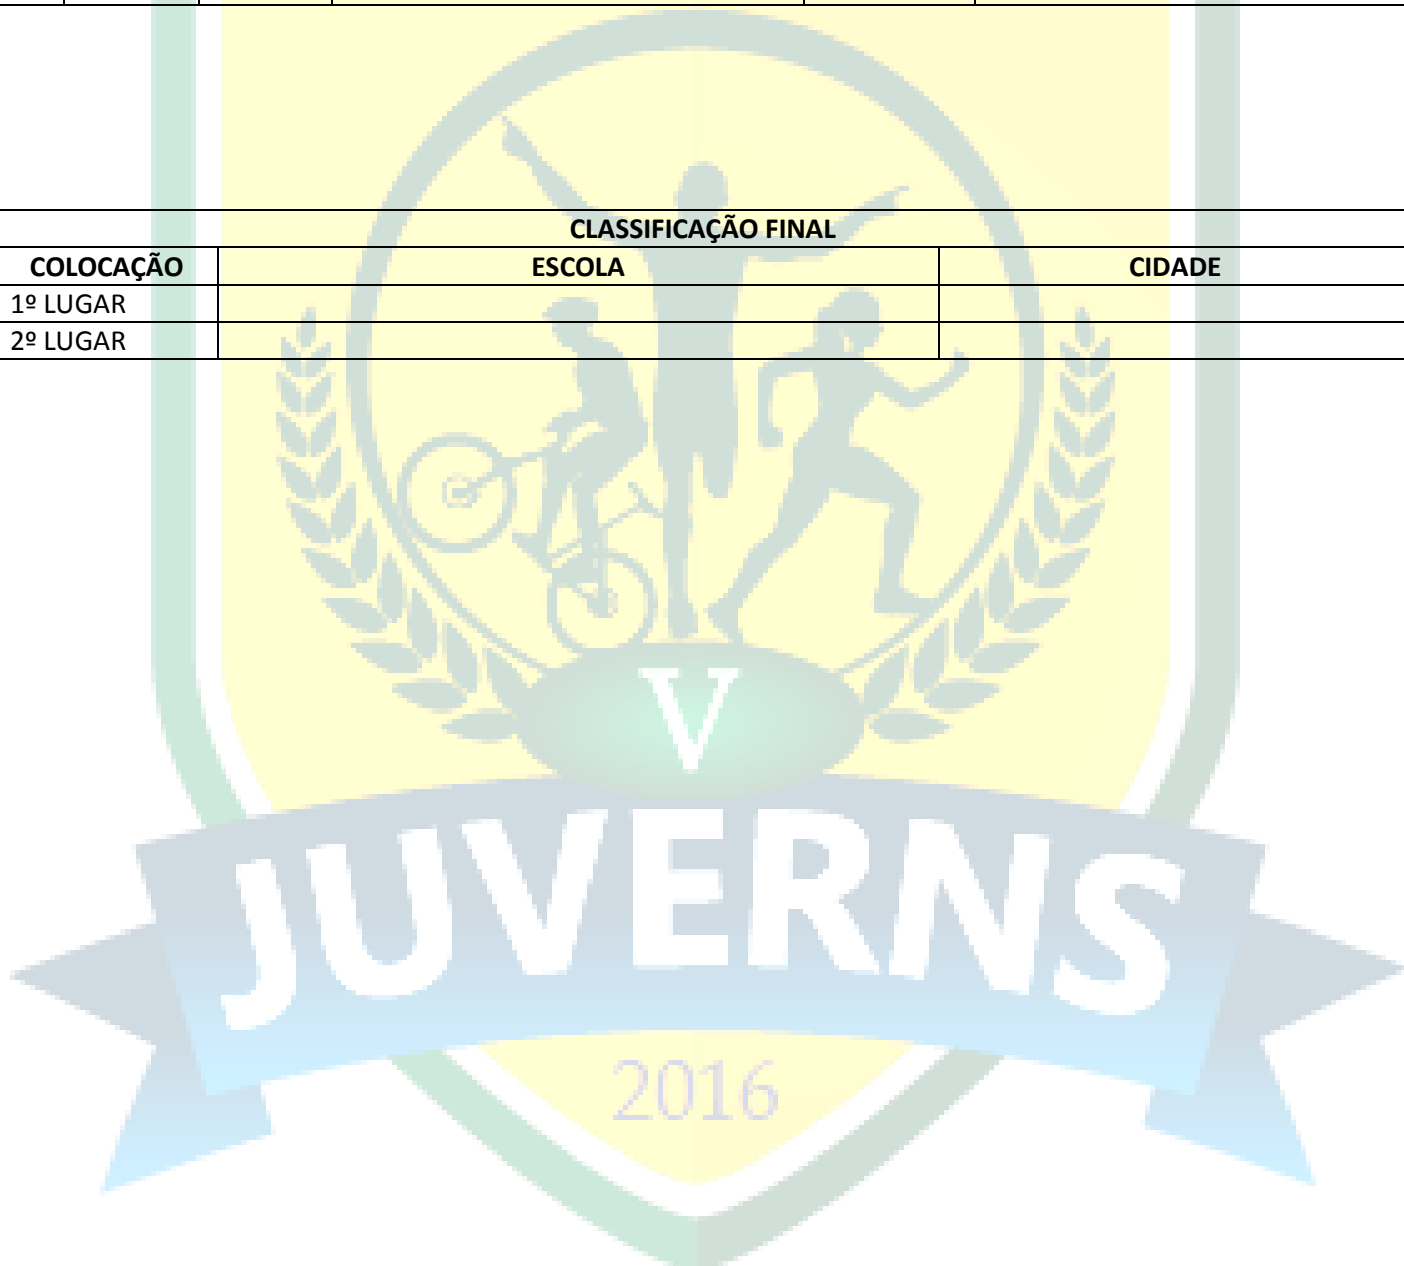 CLASSIFICAÇÃO FINAL
COLOCAÇÃO ESCOLA CIDADE
1º LUGAR
2º LUGAR
V
JUVERNS
2016